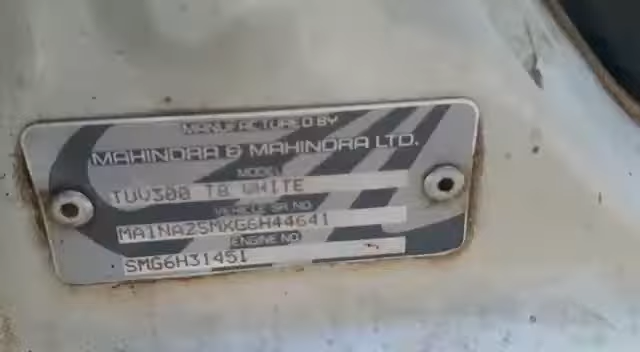 MANUFACTURED BY
MAHINDRA & MAHINDRA LTD.
MODEL
TUV300 T8 WHITE
VEHICLE SR NO
MA1NA2SMXG6H44641
ENGINE NO
SMG6H31451